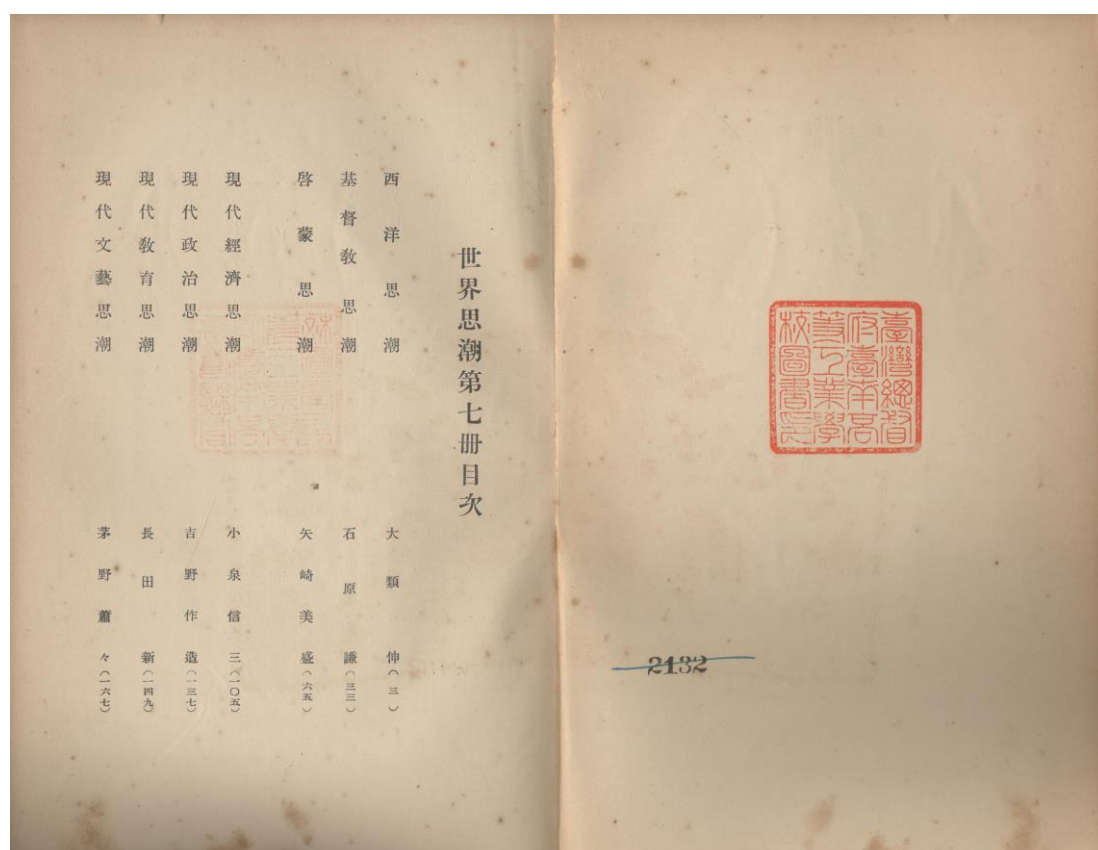 臺灣總督
府臺南高
等工業學
校圖書印
2132
世界思潮第七冊目次
西洋思潮 大類伸(三)
基督敎思潮 石原謙(三三)
啓蒙思潮 矢崎美盛(六五)
現代經濟思潮 小泉信三(一〇五)
現代政治思潮 吉野作造(一三七)
現代敎育思潮 長田新(一四九)
現代文藝思潮 茅野蕭々(一六七)